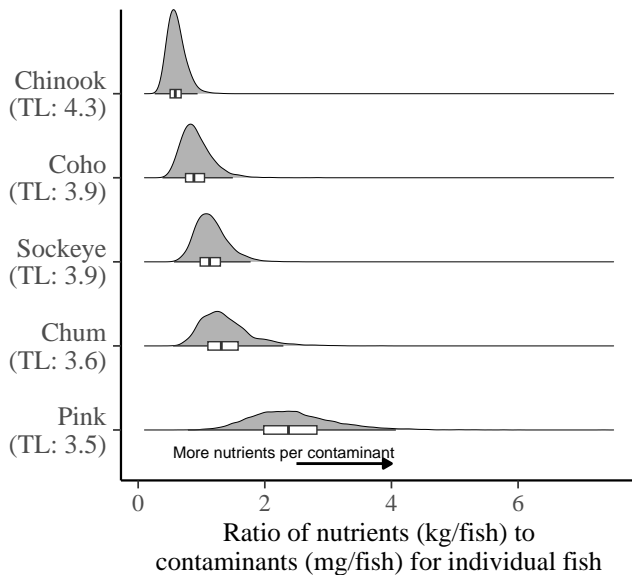 Chinook
(TL: 4.3)
Coho
(TL: 3.9)
Sockeye
(TL: 3.9)
Chum
(TL: 3.6)
Pink
(TL: 3.5)
More nutrients per contaminant
0 2 4 6
Ratio of nutrients (kg/fish) to
contaminants (mg/fish) for individual fish